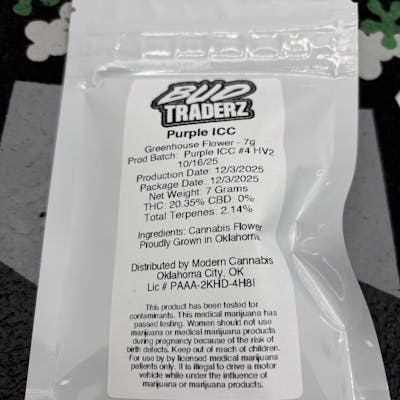 BUD
TRADERZ
Purple ICC
Greenhouse Flower - 7g
Prod Batch: Purple ICC #4 HV2
10/16/25
Production Date: 12/3/2025
Package Date: 12/3/2025
Net Weight: 7 Grams
THC: 20.35% CBD: 0%
Total Terpenes: 2.14%
Ingredients: Cannabis Flower
Proudly Grown in Oklahoma
Distributed by Modern Cannabis
Oklahoma City, OK
Lic # PAAA-2KHD-4H8I
This product has been tested for
contaminants. This medical marijuana has
passed testing. Women should not use
marijuana or medical marijuana products
during pregnancy because of the risk of
birth defects. Keep out of reach of children.
For use by by licensed medical marijuana
patients only. It is illegal to drive a motor
vehicle while under the influence of
marijuana or marijuana products.